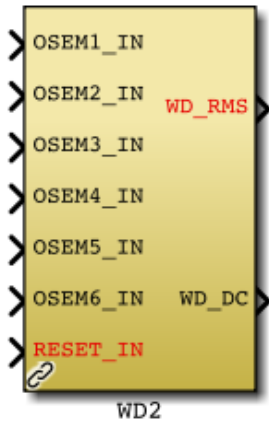 OSEM1_IN
OSEM2_IN
WD_RMS
OSEM3_IN
OSEM4_IN
OSEM5_IN
OSEM6_IN WD_DC
RESET_IN
WD2